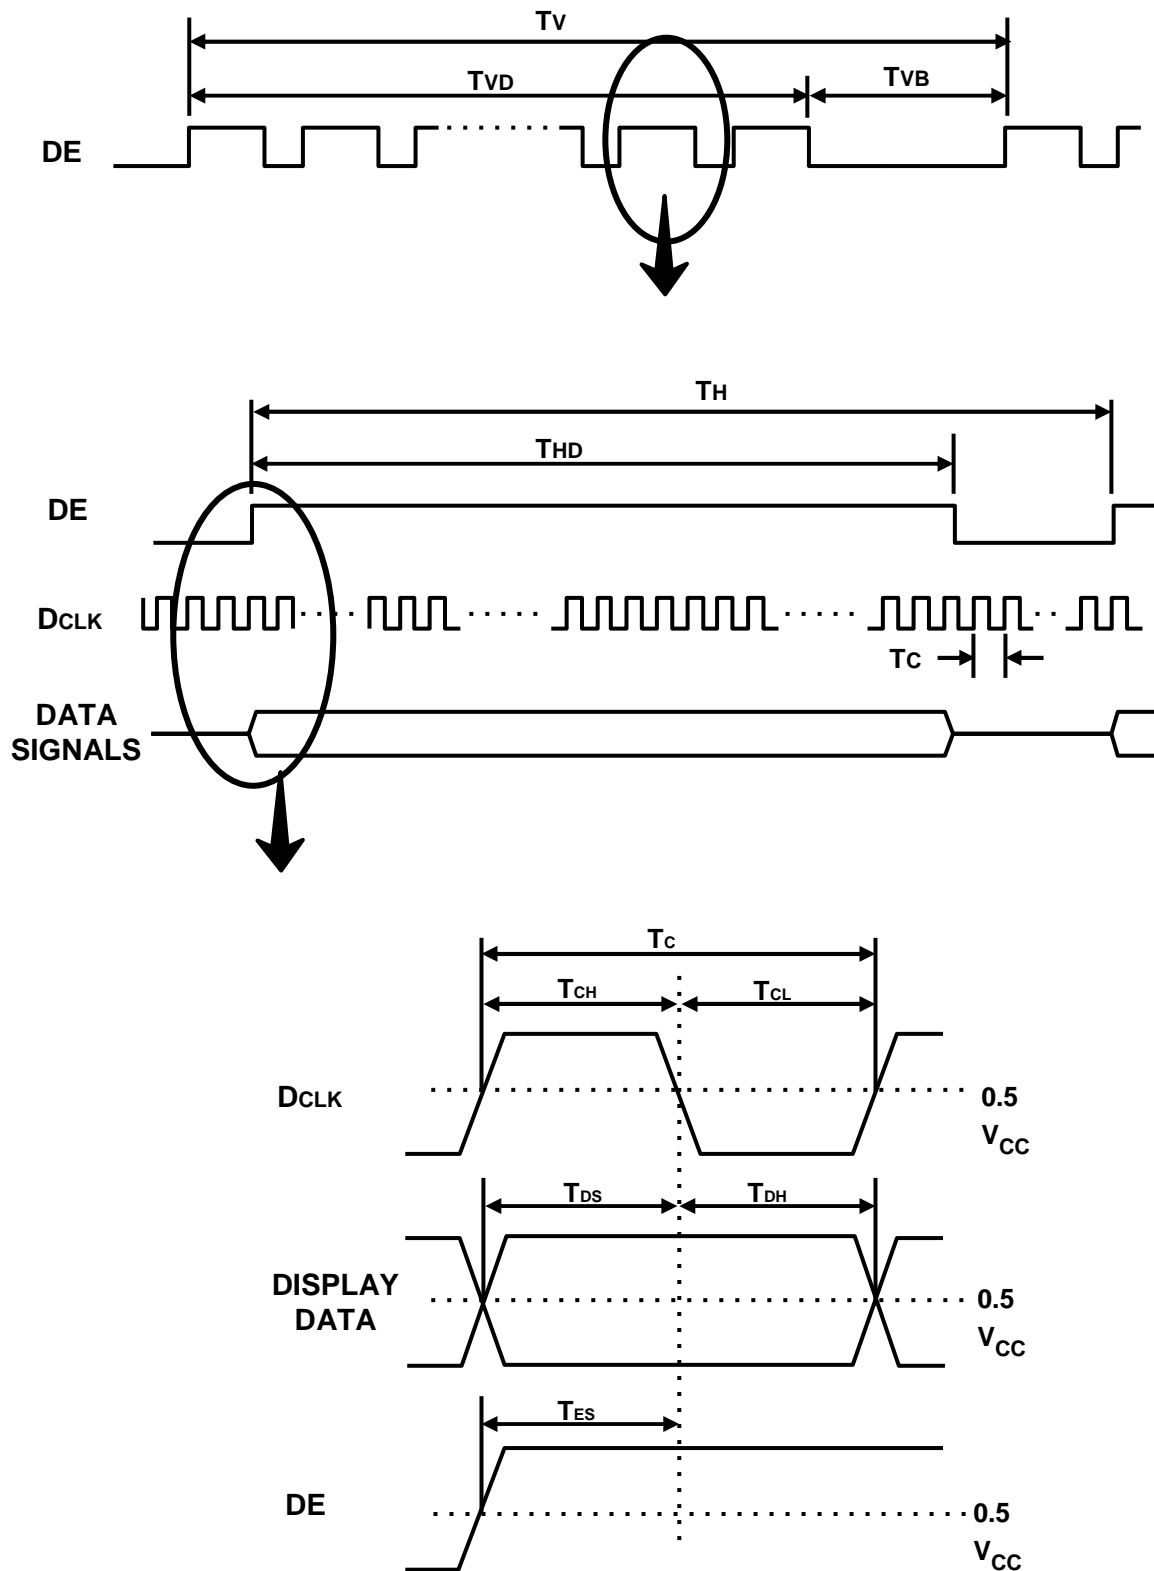 TV
TVD
TVB
DE
TH
THD
DE
DCLK
TC
DATA
SIGNALS
TC
TCH
TCL
DCLK
0.5
VCC
TDS
TDH
DISPLAY
DATA
0.5
VCC
TES
DE
0.5
VCC